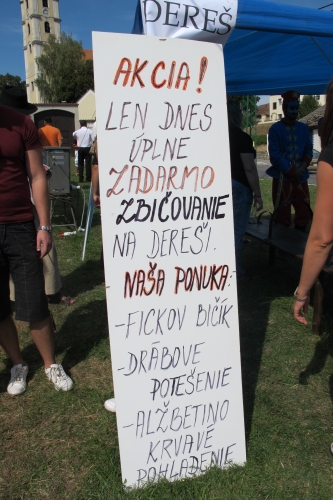 DEREŠ
AKCIA!
LEN DNES
ÚPLNE
ZADARMO
ZBIČOVANIE
NA DEREŠI.
NAŠA PONUKA:
-FICKOV BIČÍK
-DRÁBOVE
POTEŠENIE
-ALŽBETINO
KRVAVÉ
POHLADENIE